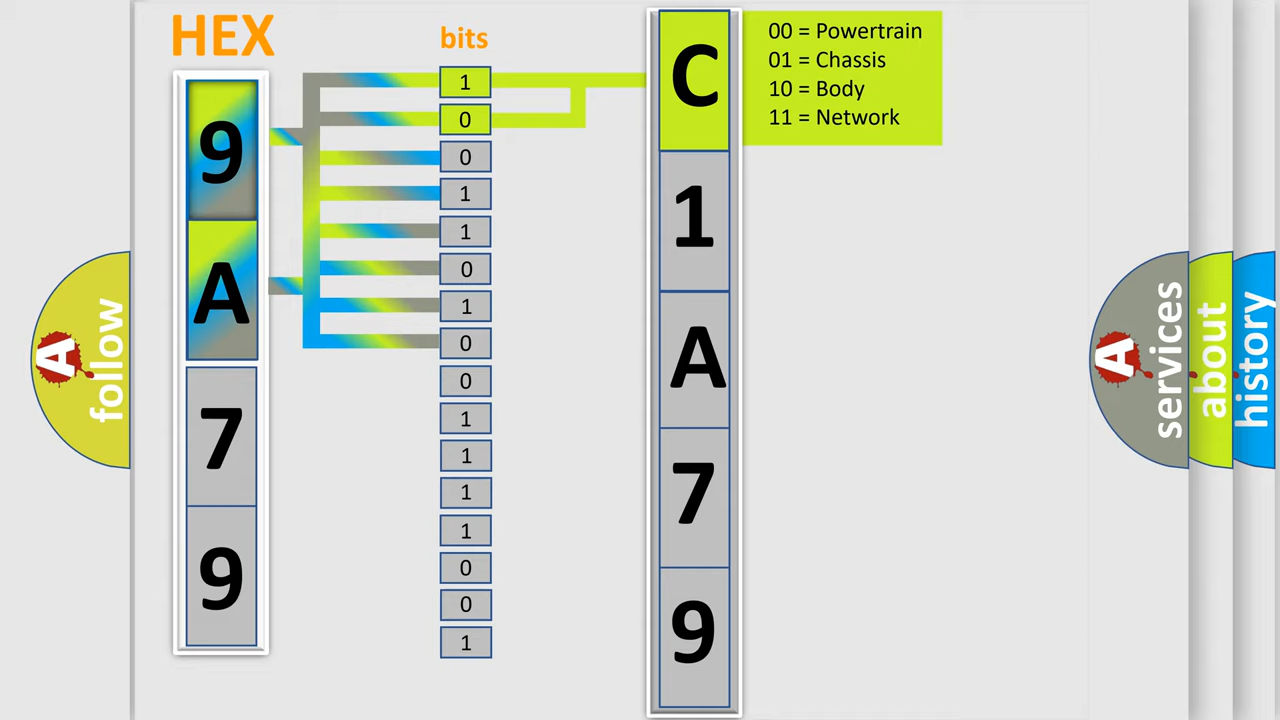 HEX
bits
9
A
7
9
1
0
0
1
1
0
1
0
0
1
1
1
1
0
0
1
C
1
A
7
9
00 = Powertrain
01 = Chassis
10 = Body
11 = Network
A
follow
A
services
about
history